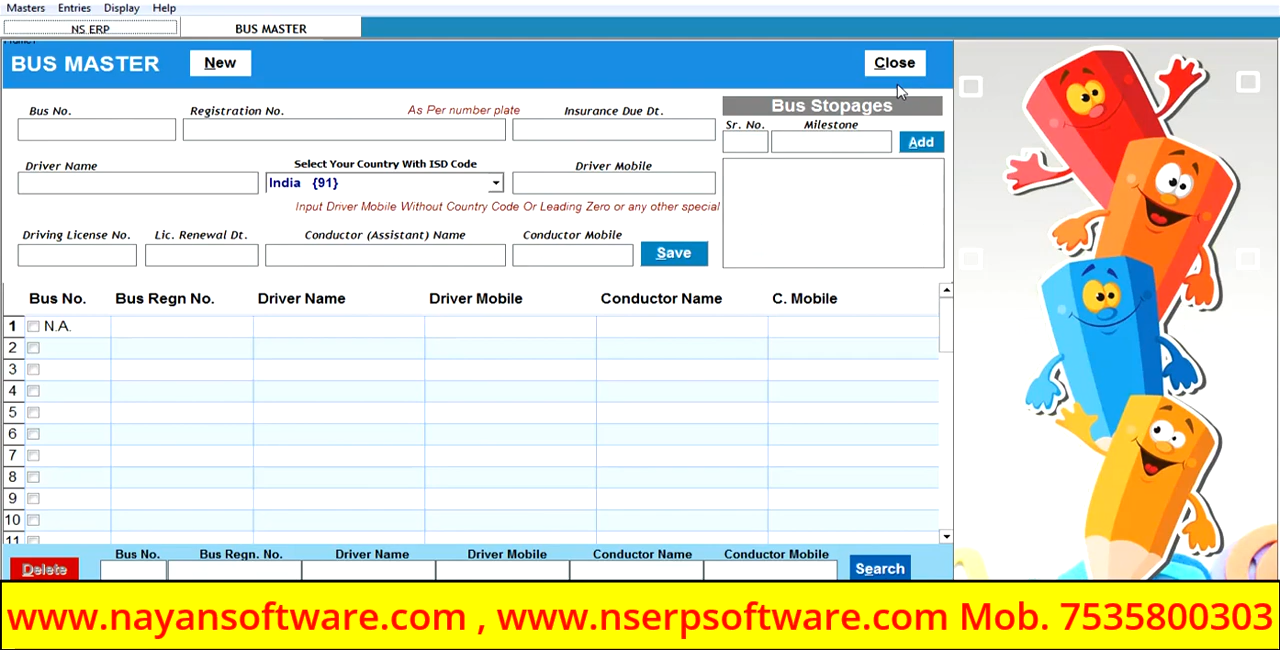 Masters Entries Display Help
NS ERP BUS MASTER
BUS MASTER New Close
Bus No. Registration No. As Per number plate Insurance Due Dt.
Bus Stopages
Sr. No. Milestone
Add
Driver Name Select Your Country With ISD Code Driver Mobile
India {91}
Input Driver Mobile Without Country Code Or Leading Zero or any other special
Driving License No. Lic. Renewal Dt. Conductor (Assistant) Name Conductor Mobile
Save
Bus No. Bus Regn No. Driver Name Driver Mobile Conductor Name C. Mobile
1 N.A.
2
3
4
5
6
7
8
9
10
11
Bus No. Bus Regn. No. Driver Name Driver Mobile Conductor Name Conductor Mobile
Delete Search
www.nayansoftware.com , www.nserpsoftware.com Mob. 7535800303